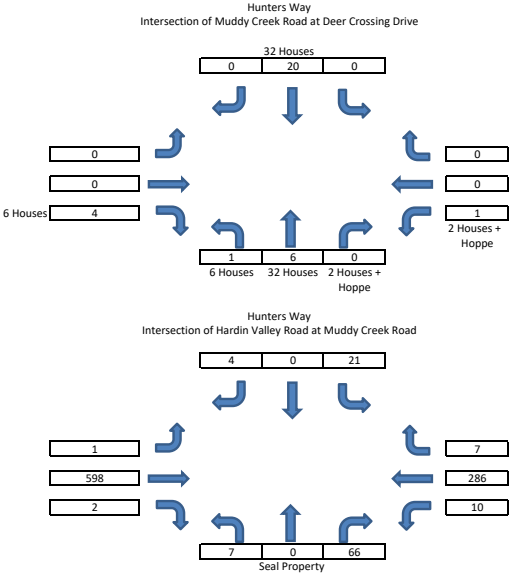 Hunters Way
Intersection of Muddy Creek Road at Deer Crossing Drive
32 Houses
0 20 0
0 0
0 0
6 Houses 4 1
2 Houses +
Hoppe
1 6 0
6 Houses 32 Houses 2 Houses +
Hoppe
Hunters Way
Intersection of Hardin Valley Road at Muddy Creek Road
4 0 21
1 7
598 286
2 10
7 0 66
Seal Property